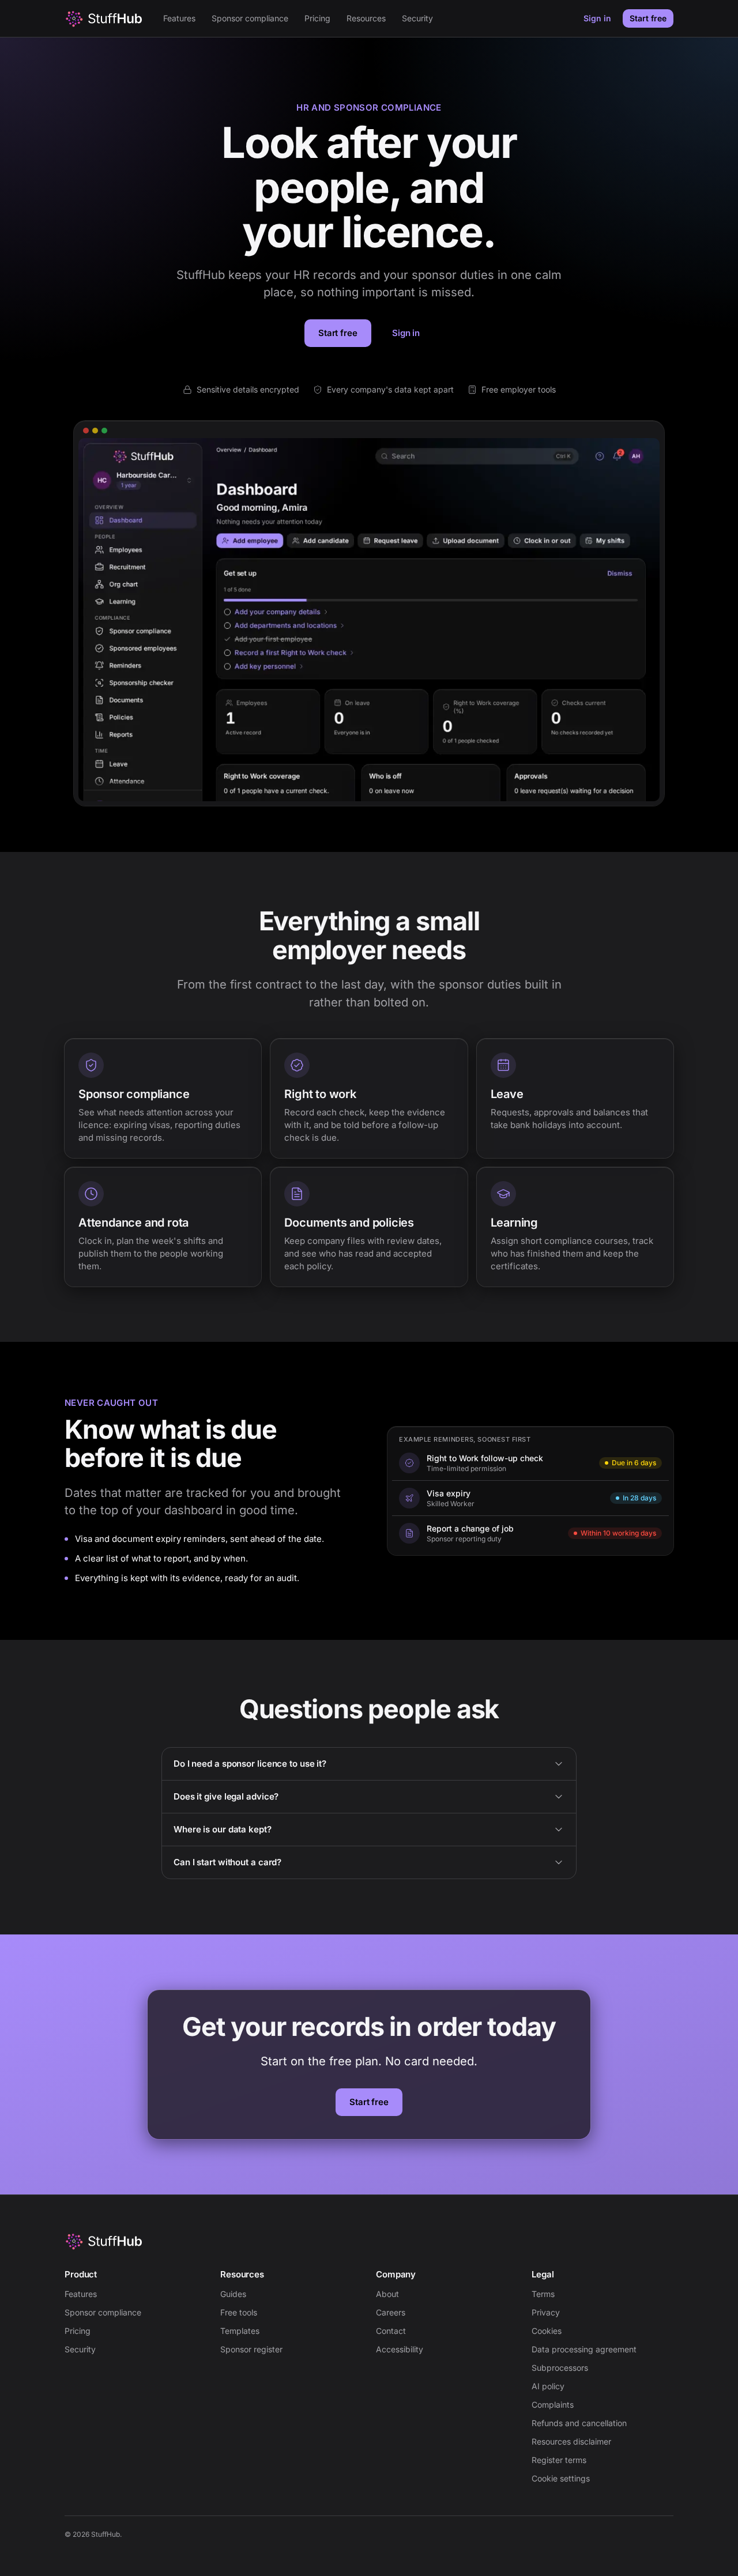 StuffHub
Features
Sponsor compliance
Pricing
Resources
Security
Sign in
Start free
HR AND SPONSOR COMPLIANCE
Look after your
people, and
your licence.
StuffHub keeps your HR records and your sponsor duties in one calm
place, so nothing important is missed.
Start free
Sign in
Sensitive details encrypted
Every company's data kept apart
Free employer tools
StuffHub
HC
Harbourside Car...
1 year
OVERVIEW
Dashboard
PEOPLE
Employees
Recruitment
Org chart
Learning
COMPLIANCE
Sponsor compliance
Sponsored employees
Reminders
Sponsorship checker
Documents
Policies
Reports
TIME
Leave
Attendance
Overview / Dashboard
Search
Ctrl K
2
AH
Dashboard
Good morning, Amira
Nothing needs your attention today
Add employee
Add candidate
Request leave
Upload document
Clock in or out
My shifts
Get set up
Dismiss
1 of 5 done
Add your company details
Add departments and locations
Add your first employee
Record a first Right to Work check
Add key personnel
Employees
1
Active record
On leave
0
Everyone is in
Right to Work coverage
(%)
0
0 of 1 people checked
Checks current
0
No checks recorded yet
Right to Work coverage
0 of 1 people have a current check.
Who is off
0 on leave now
Approvals
0 leave request(s) waiting for a decision
Everything a small
employer needs
From the first contract to the last day, with the sponsor duties built in
rather than bolted on.
Sponsor compliance
See what needs attention across your
licence: expiring visas, reporting duties
and missing records.
Right to work
Record each check, keep the evidence
with it, and be told before a follow-up
check is due.
Leave
Requests, approvals and balances that
take bank holidays into account.
Attendance and rota
Clock in, plan the week's shifts and
publish them to the people working
them.
Documents and policies
Keep company files with review dates,
and see who has read and accepted
each policy.
Learning
Assign short compliance courses, track
who has finished them and keep the
certificates.
NEVER CAUGHT OUT
Know what is due
before it is due
Dates that matter are tracked for you and brought
to the top of your dashboard in good time.
Visa and document expiry reminders, sent ahead of the date.
A clear list of what to report, and by when.
Everything is kept with its evidence, ready for an audit.
EXAMPLE REMINDERS, SOONEST FIRST
Right to Work follow-up check
Time-limited permission
Due in 6 days
Visa expiry
Skilled Worker
In 28 days
Report a change of job
Sponsor reporting duty
Within 10 working days
Questions people ask
Do I need a sponsor licence to use it?
Does it give legal advice?
Where is our data kept?
Can I start without a card?
Get your records in order today
Start on the free plan. No card needed.
Start free
StuffHub
Product
Features
Sponsor compliance
Pricing
Security
Resources
Guides
Free tools
Templates
Sponsor register
Company
About
Careers
Contact
Accessibility
Legal
Terms
Privacy
Cookies
Data processing agreement
Subprocessors
AI policy
Complaints
Refunds and cancellation
Resources disclaimer
Register terms
Cookie settings
© 2026 StuffHub.